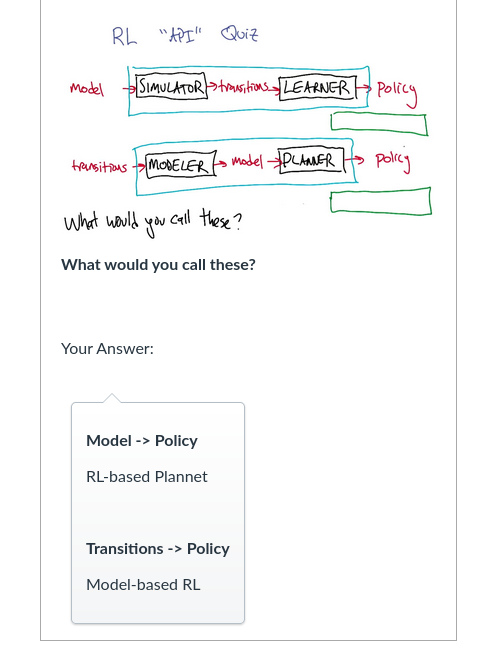 RL "API" Quiz
model → SIMULATOR → transitions → LEARNER → policy
transitions → MODELER → model → PLANNER → policy
What would you call these?
What would you call these?
Your Answer:
Model -> Policy
RL-based Plannet
Transitions -> Policy
Model-based RL